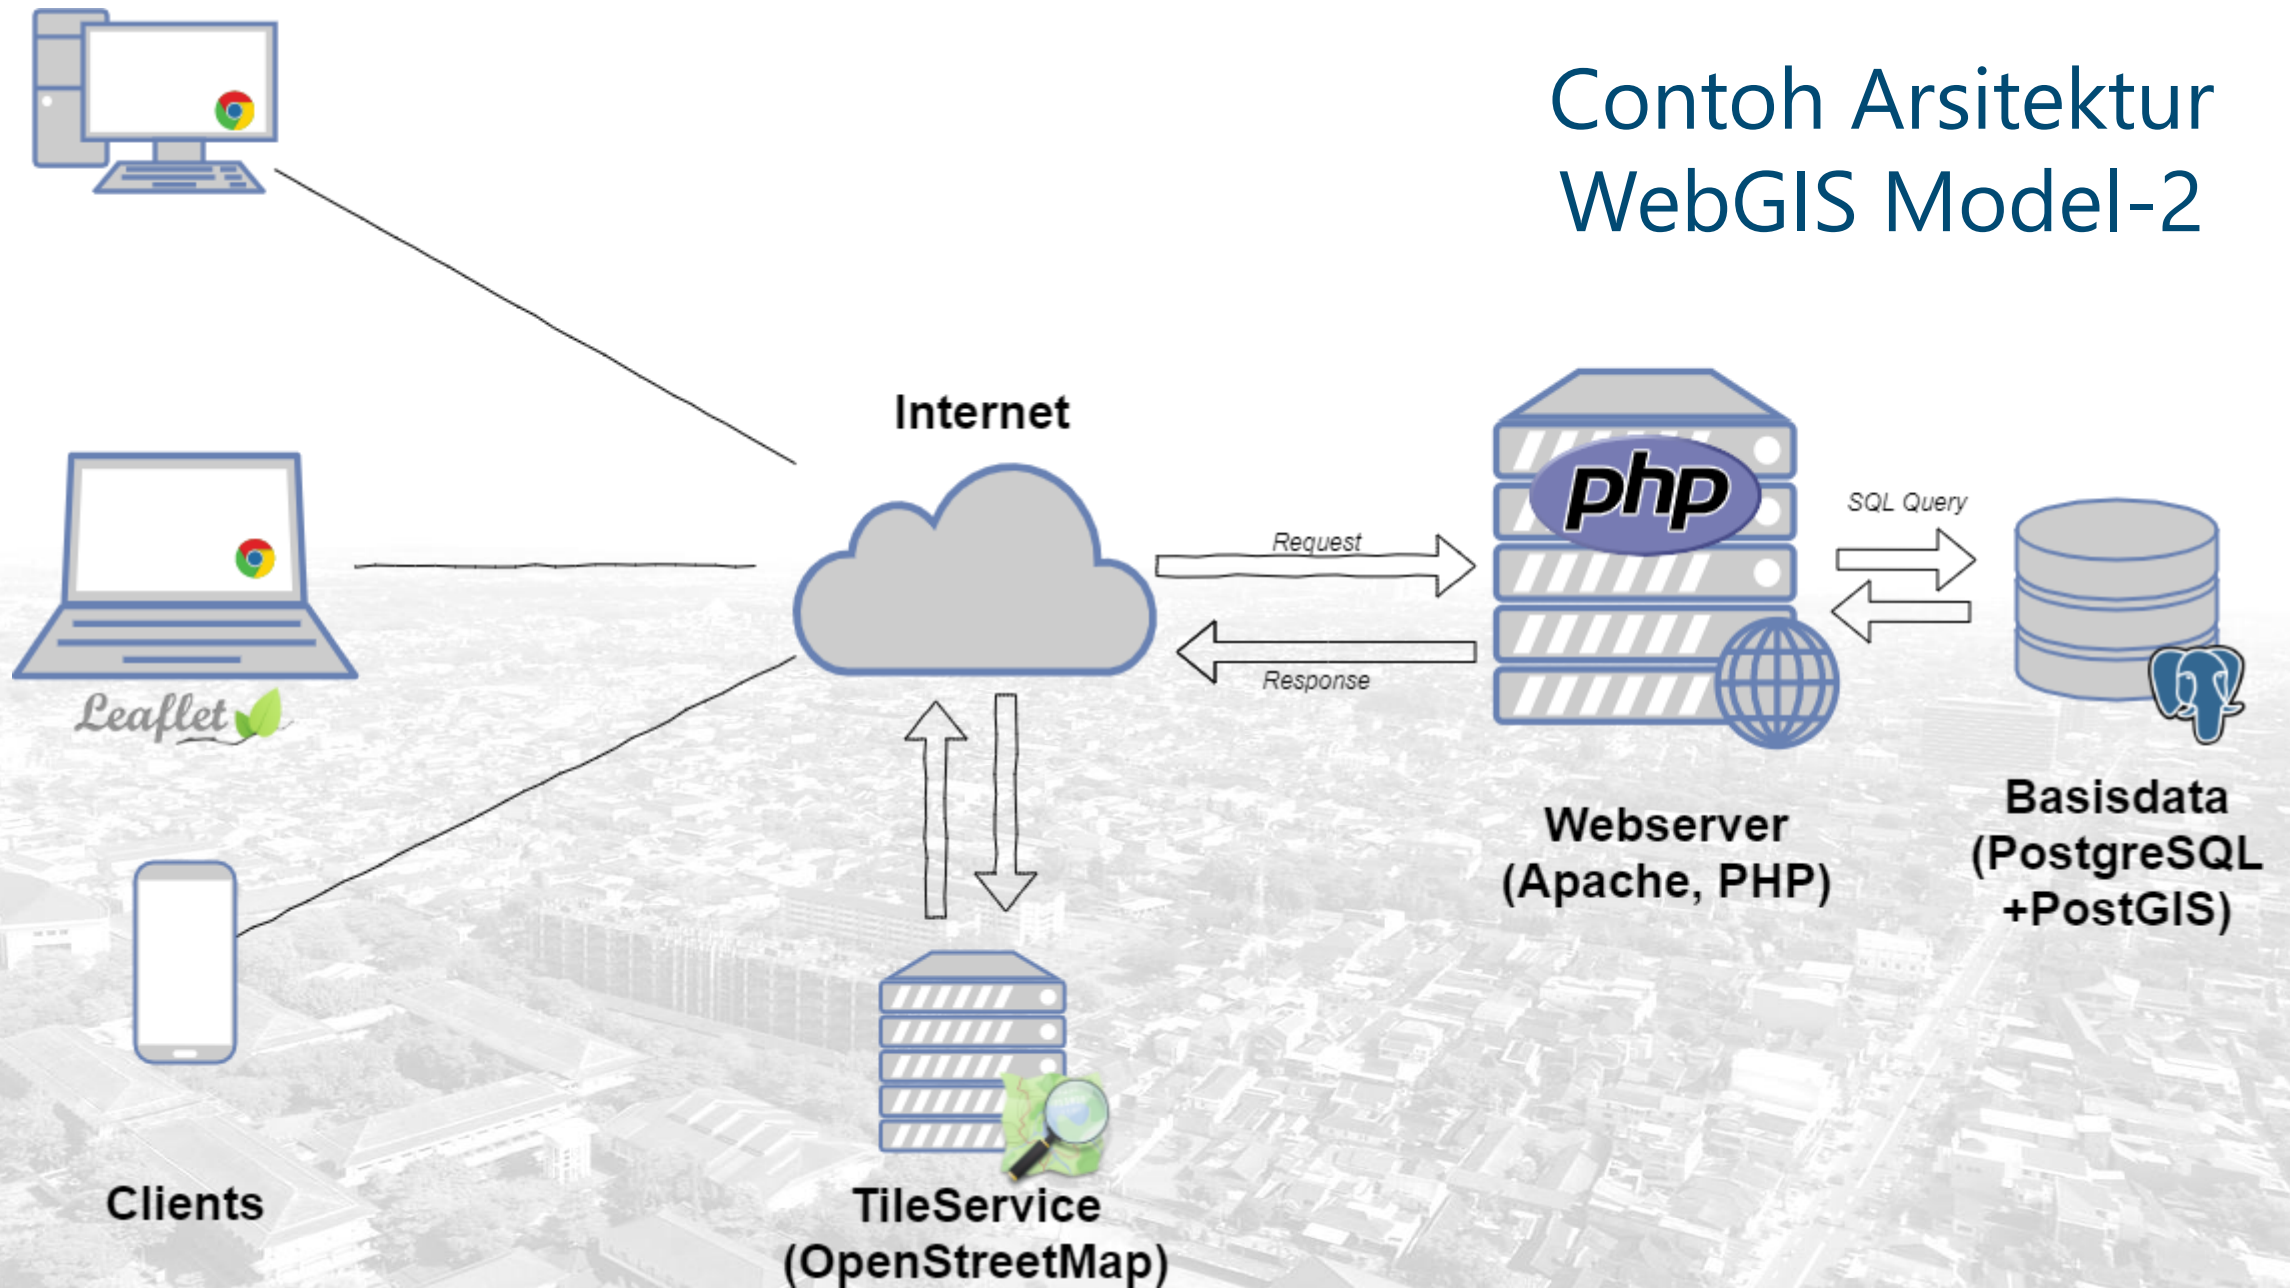 Contoh Arsitektur
WebGIS Model-2
Internet
Request
Response
php
SQL Query
Leaflet
Webserver
(Apache, PHP)
Basisdata
(PostgreSQL
+PostGIS)
Clients
TileService
(OpenStreetMap)